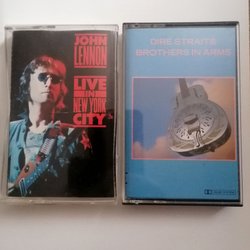 JOHN
LENNON
LIVE
IN
NEW YORK
CITY
DIRE STRAITS
BROTHERS IN ARMS